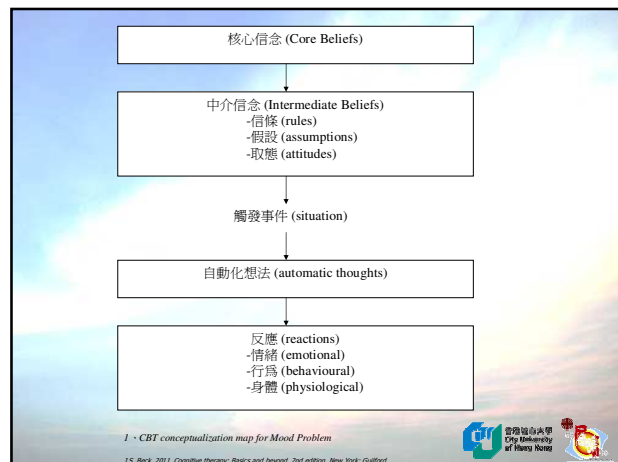 核心信念 (Core Beliefs)
中介信念 (Intermediate Beliefs)
-信條 (rules)
-假設 (assumptions)
-取態 (attitudes)
觸發事件 (situation)
自動化想法 (automatic thoughts)
反應 (reactions)
-情緒 (emotional)
-行為 (behavioural)
-身體 (physiological)
1、CBT conceptualization map for Mood Problem
香港城市大學
City University
of Hong Kong
J.S. Beck, 2011. Cognitive therapy: Basics and beyond, 2nd edition. New York: Guilford